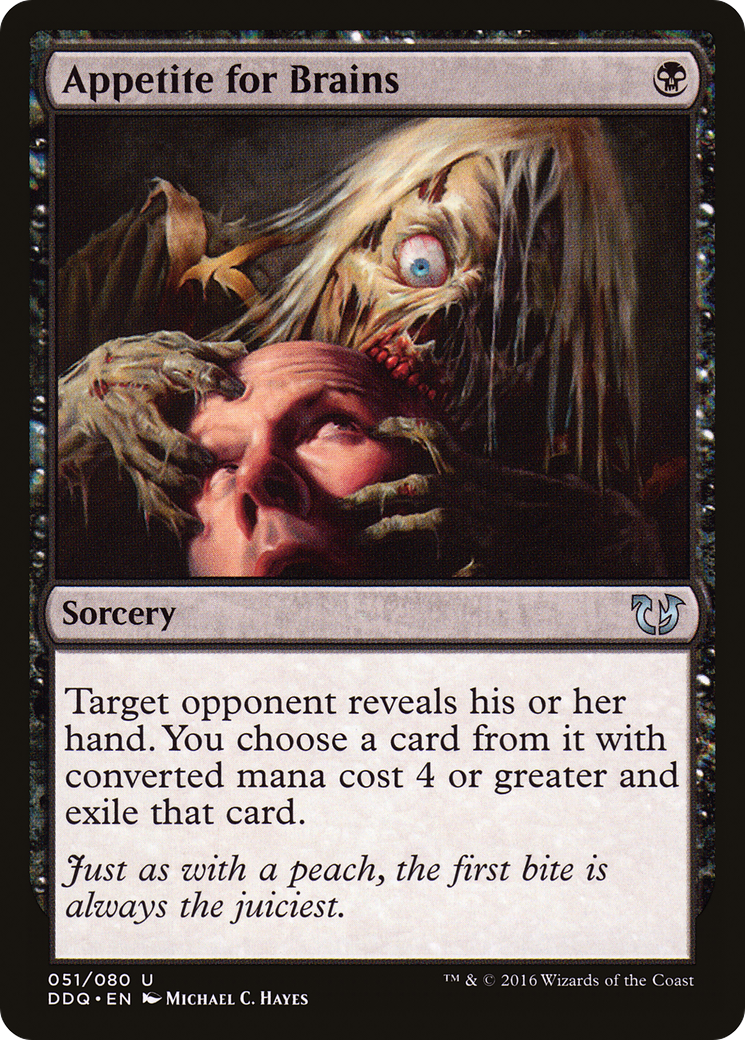 Appetite for Brains
Sorcery
Target opponent reveals his or her
hand. You choose a card from it with
converted mana cost 4 or greater and
exile that card.
Just as with a peach, the first bite is
always the juiciest.
051/080 U
™ & © 2016 Wizards of the Coast
DDQ • EN Michael C. Hayes